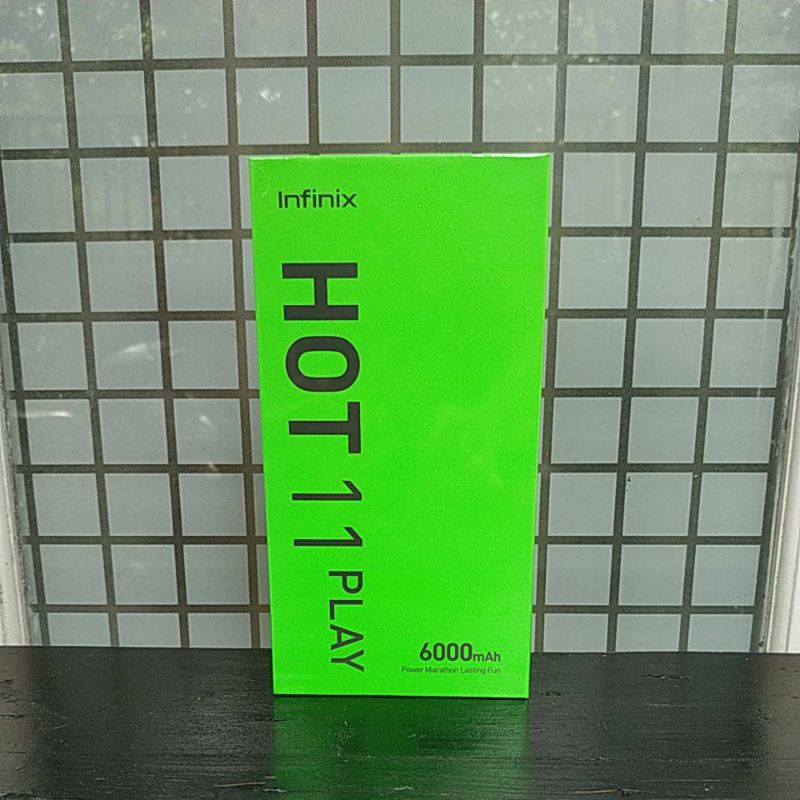 Infinix
HOT 11 PLAY
6000mAh
Power Marathon Lasting Fun